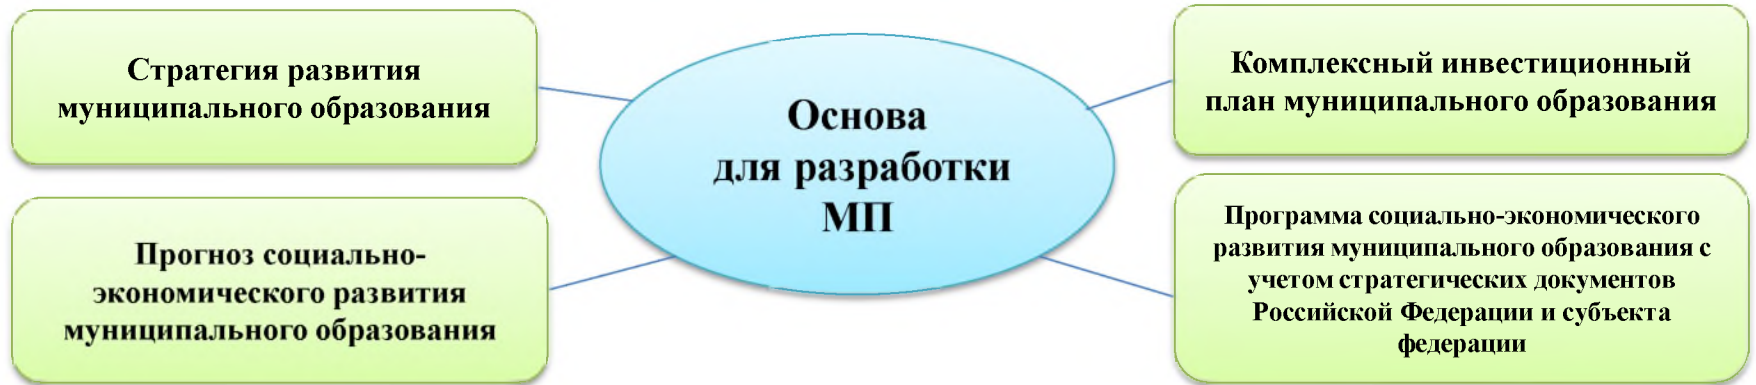 Стратегия развития
муниципального образования
Прогноз социально-
экономического развития
муниципального образования
Основа
для разработки
МП
Комплексный инвестиционный
план муниципального образования
Программа социально-экономического
развития муниципального образования с
учетом стратегических документов
Российской Федерации и субъекта
федерации